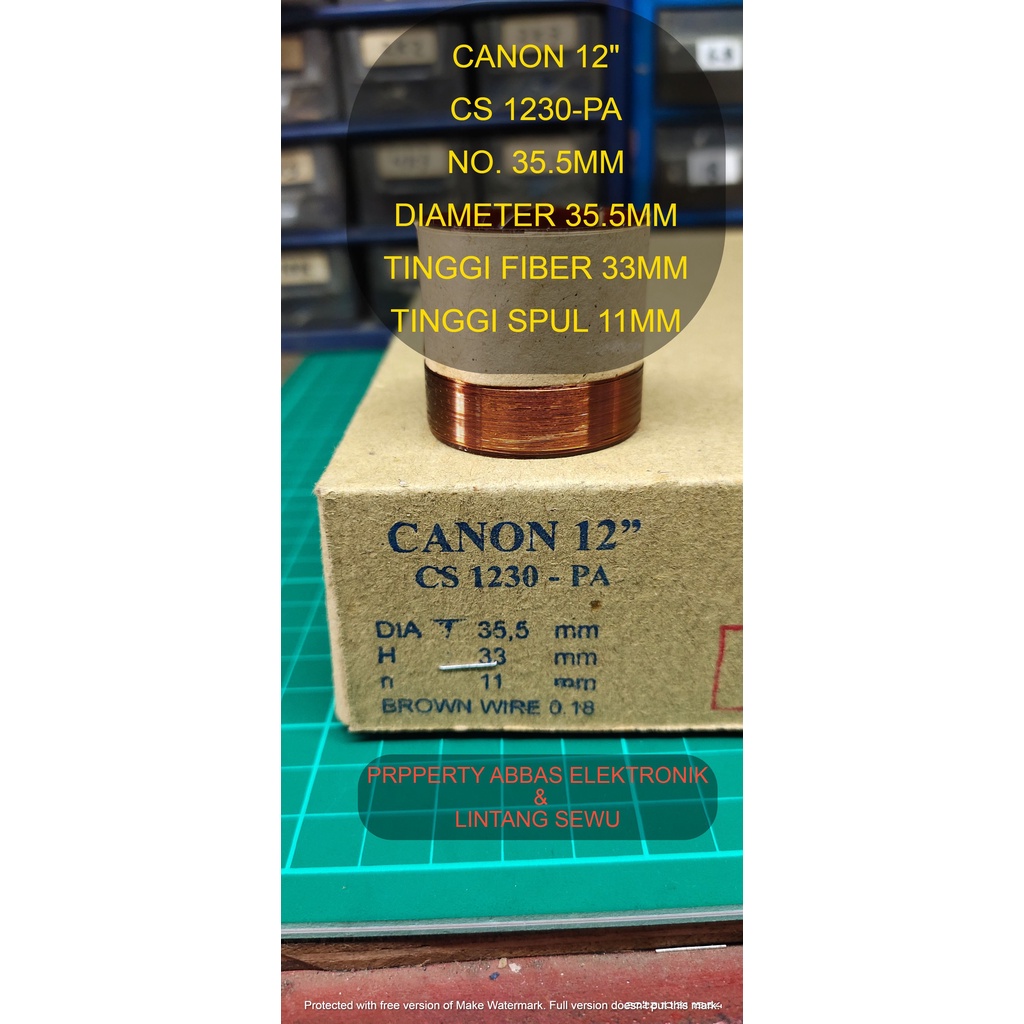 CANON 12"
CS 1230-PA
NO. 35.5MM
DIAMETER 35.5MM
TINGGI FIBER 33MM
TINGGI SPUL 11MM
CANON 12”
CS 1230 - PA
DIA 35,5 mm
H 33 mm
n 11 mm
BROWN WIRE 0.18
PRPPERTY ABBAS ELEKTRONIK
&
LINTANG SEWU
Protected with free version of Make Watermark. Full version doesn't put this mark.